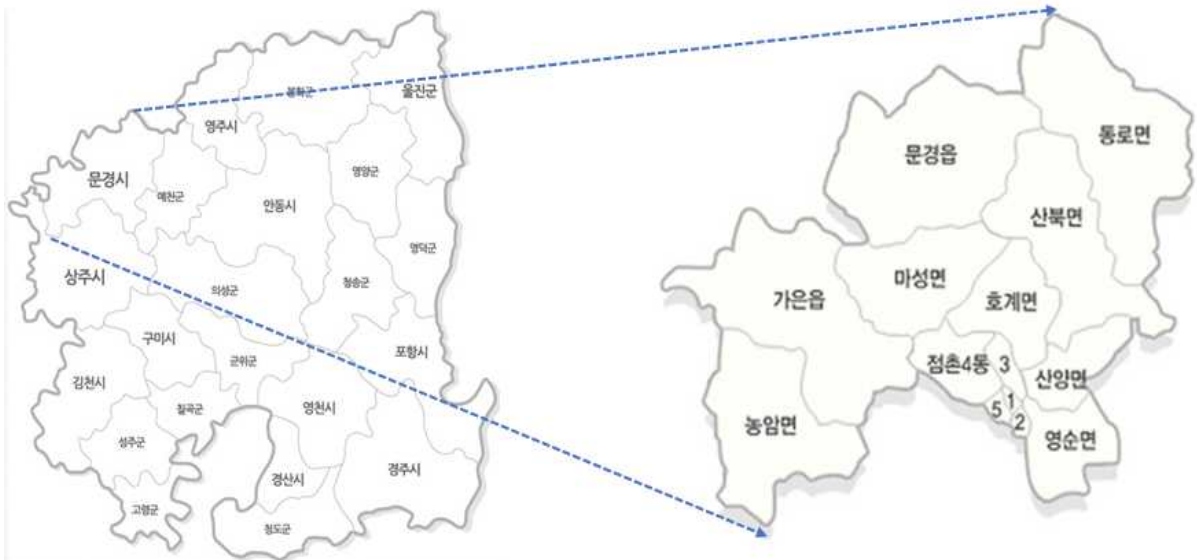 봉화군
울진군
영주시
문경시
예천군
안동시
영양군
영덕군
상주시
의성군
청송군
구미시
군위군
포항시
김천시
칠곡군
영천시
성주군
경산시
경주시
고령군
청도군
동로면
문경읍
산북면
마성면
가은읍
호계면
점촌4동
3
산양면
1
5
2
농암면
영순면